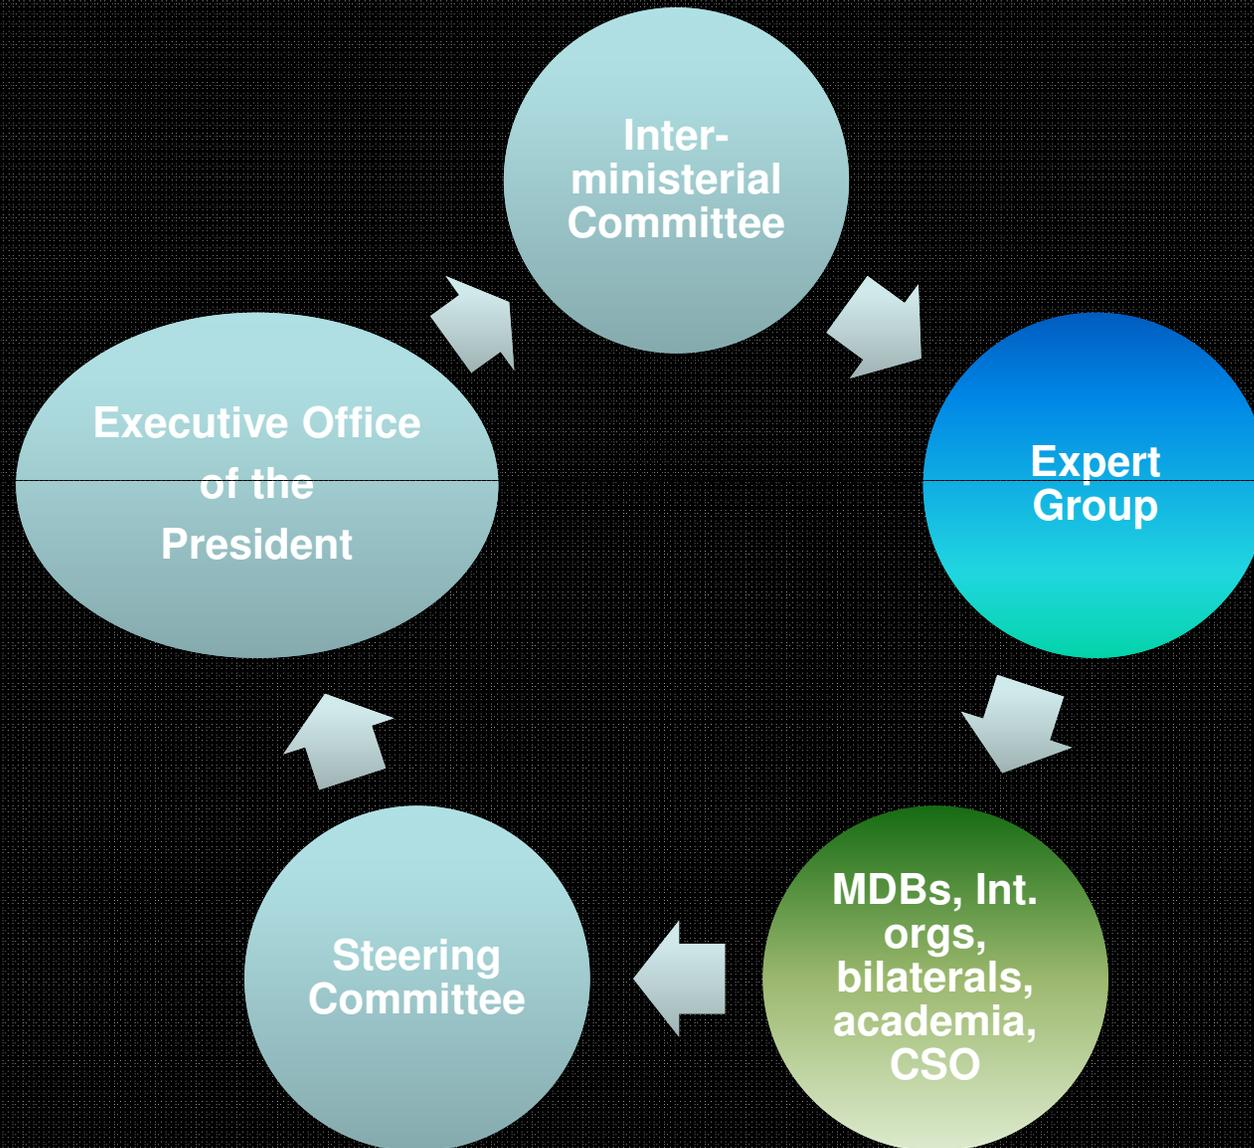 Inter-
ministerial
Committee
Executive Office
of the
President
Expert
Group
Steering
Committee
MDBs, Int.
orgs,
bilaterals,
academia,
CSO